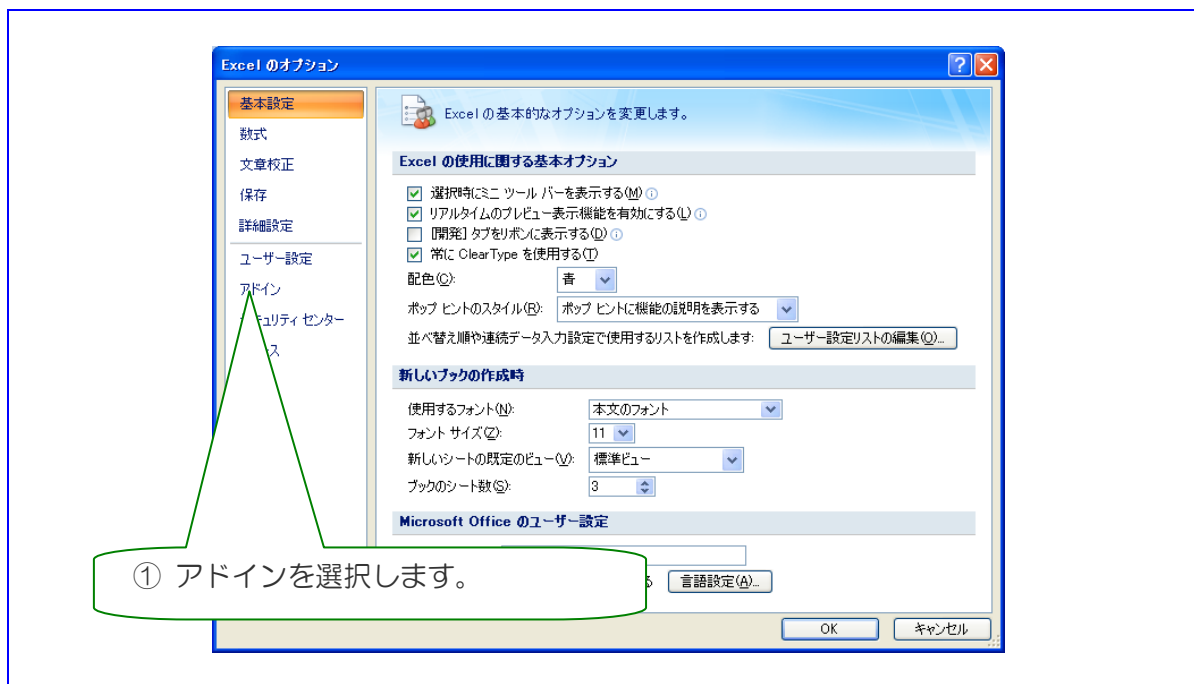 Excel のオプション
基本設定
数式
文章校正
保存
詳細設定
ユーザー設定
アドイン
キュリティ センター
ス
Excel の基本的なオプションを変更します。
Excel の使用に関する基本オプション
選択時にミニ ツール バーを表示する(M)
リアルタイムのプレビュー表示機能を有効にする(L)
[開発] タブをリボンに表示する(D)
常に ClearType を使用する(T)
配色(C): 青
ポップ ヒントのスタイル(R): ポップ ヒントに機能の説明を表示する
並べ替え順や連続データ入力設定で使用するリストを作成します: ユーザー設定リストの編集(O)...
新しいブックの作成時
使用するフォント(N): 本文のフォント
フォント サイズ(Z): 11
新しいシートの既定のビュー(V): 標準ビュー
ブックのシート数(S): 3
Microsoft Office のユーザー設定
① アドインを選択します。
る 言語設定(A)...
OK キャンセル